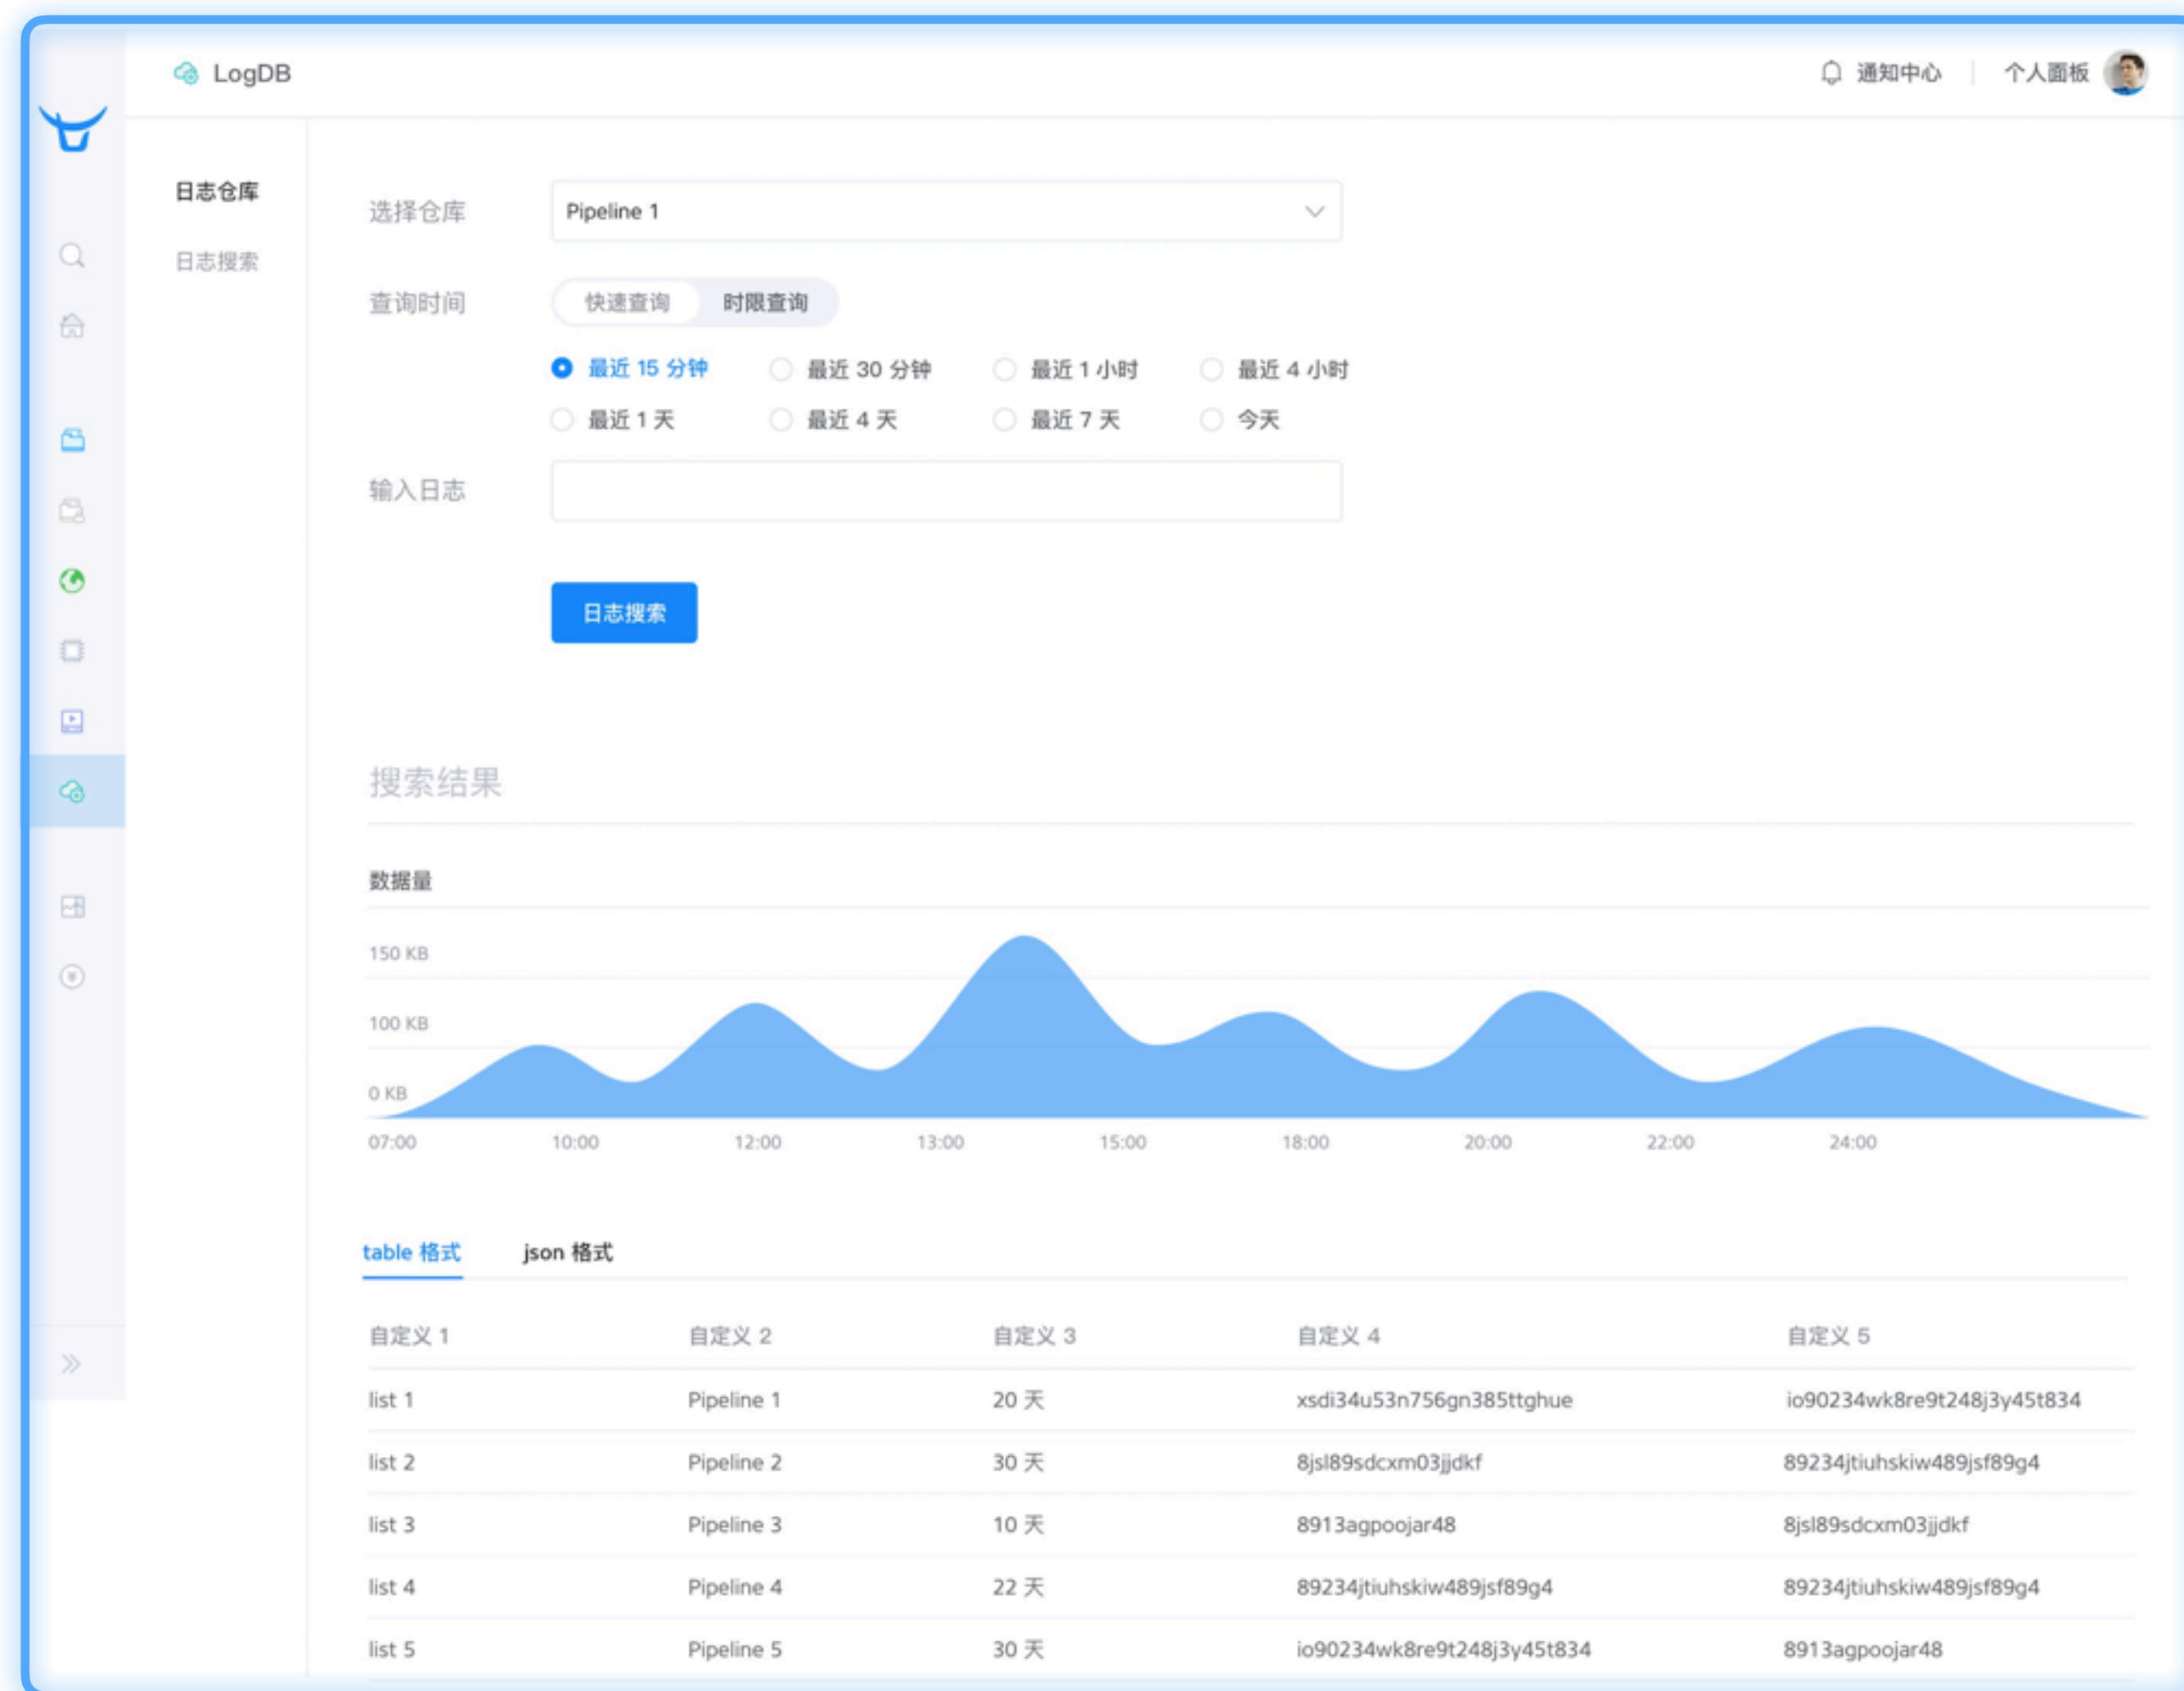 LogDB 通知中心 个人面板
日志仓库
日志搜索
选择仓库 Pipeline 1
查询时间 快速查询 时限查询
最近 15 分钟 最近 30 分钟 最近 1 小时 最近 4 小时
最近 1 天 最近 4 天 最近 7 天 今天
输入日志
日志搜索
搜索结果
数据量
150 KB
100 KB
0 KB
07:00 10:00 12:00 13:00 15:00 18:00 20:00 22:00 24:00
table 格式 json 格式
自定义 1 自定义 2 自定义 3 自定义 4 自定义 5
list 1 Pipeline 1 20 天 xsdi34u53n756gn385ttghue io90234wk8re9t248j3y45t834
list 2 Pipeline 2 30 天 8jsl89sdcxm03jjdkf 89234jtiuhskiw489jsf89g4
list 3 Pipeline 3 10 天 8913agpoojar48 8jsl89sdcxm03jjdkf
list 4 Pipeline 4 22 天 89234jtiuhskiw489jsf89g4 89234jtiuhskiw489jsf89g4
list 5 Pipeline 5 30 天 io90234wk8re9t248j3y45t834 8913agpoojar48